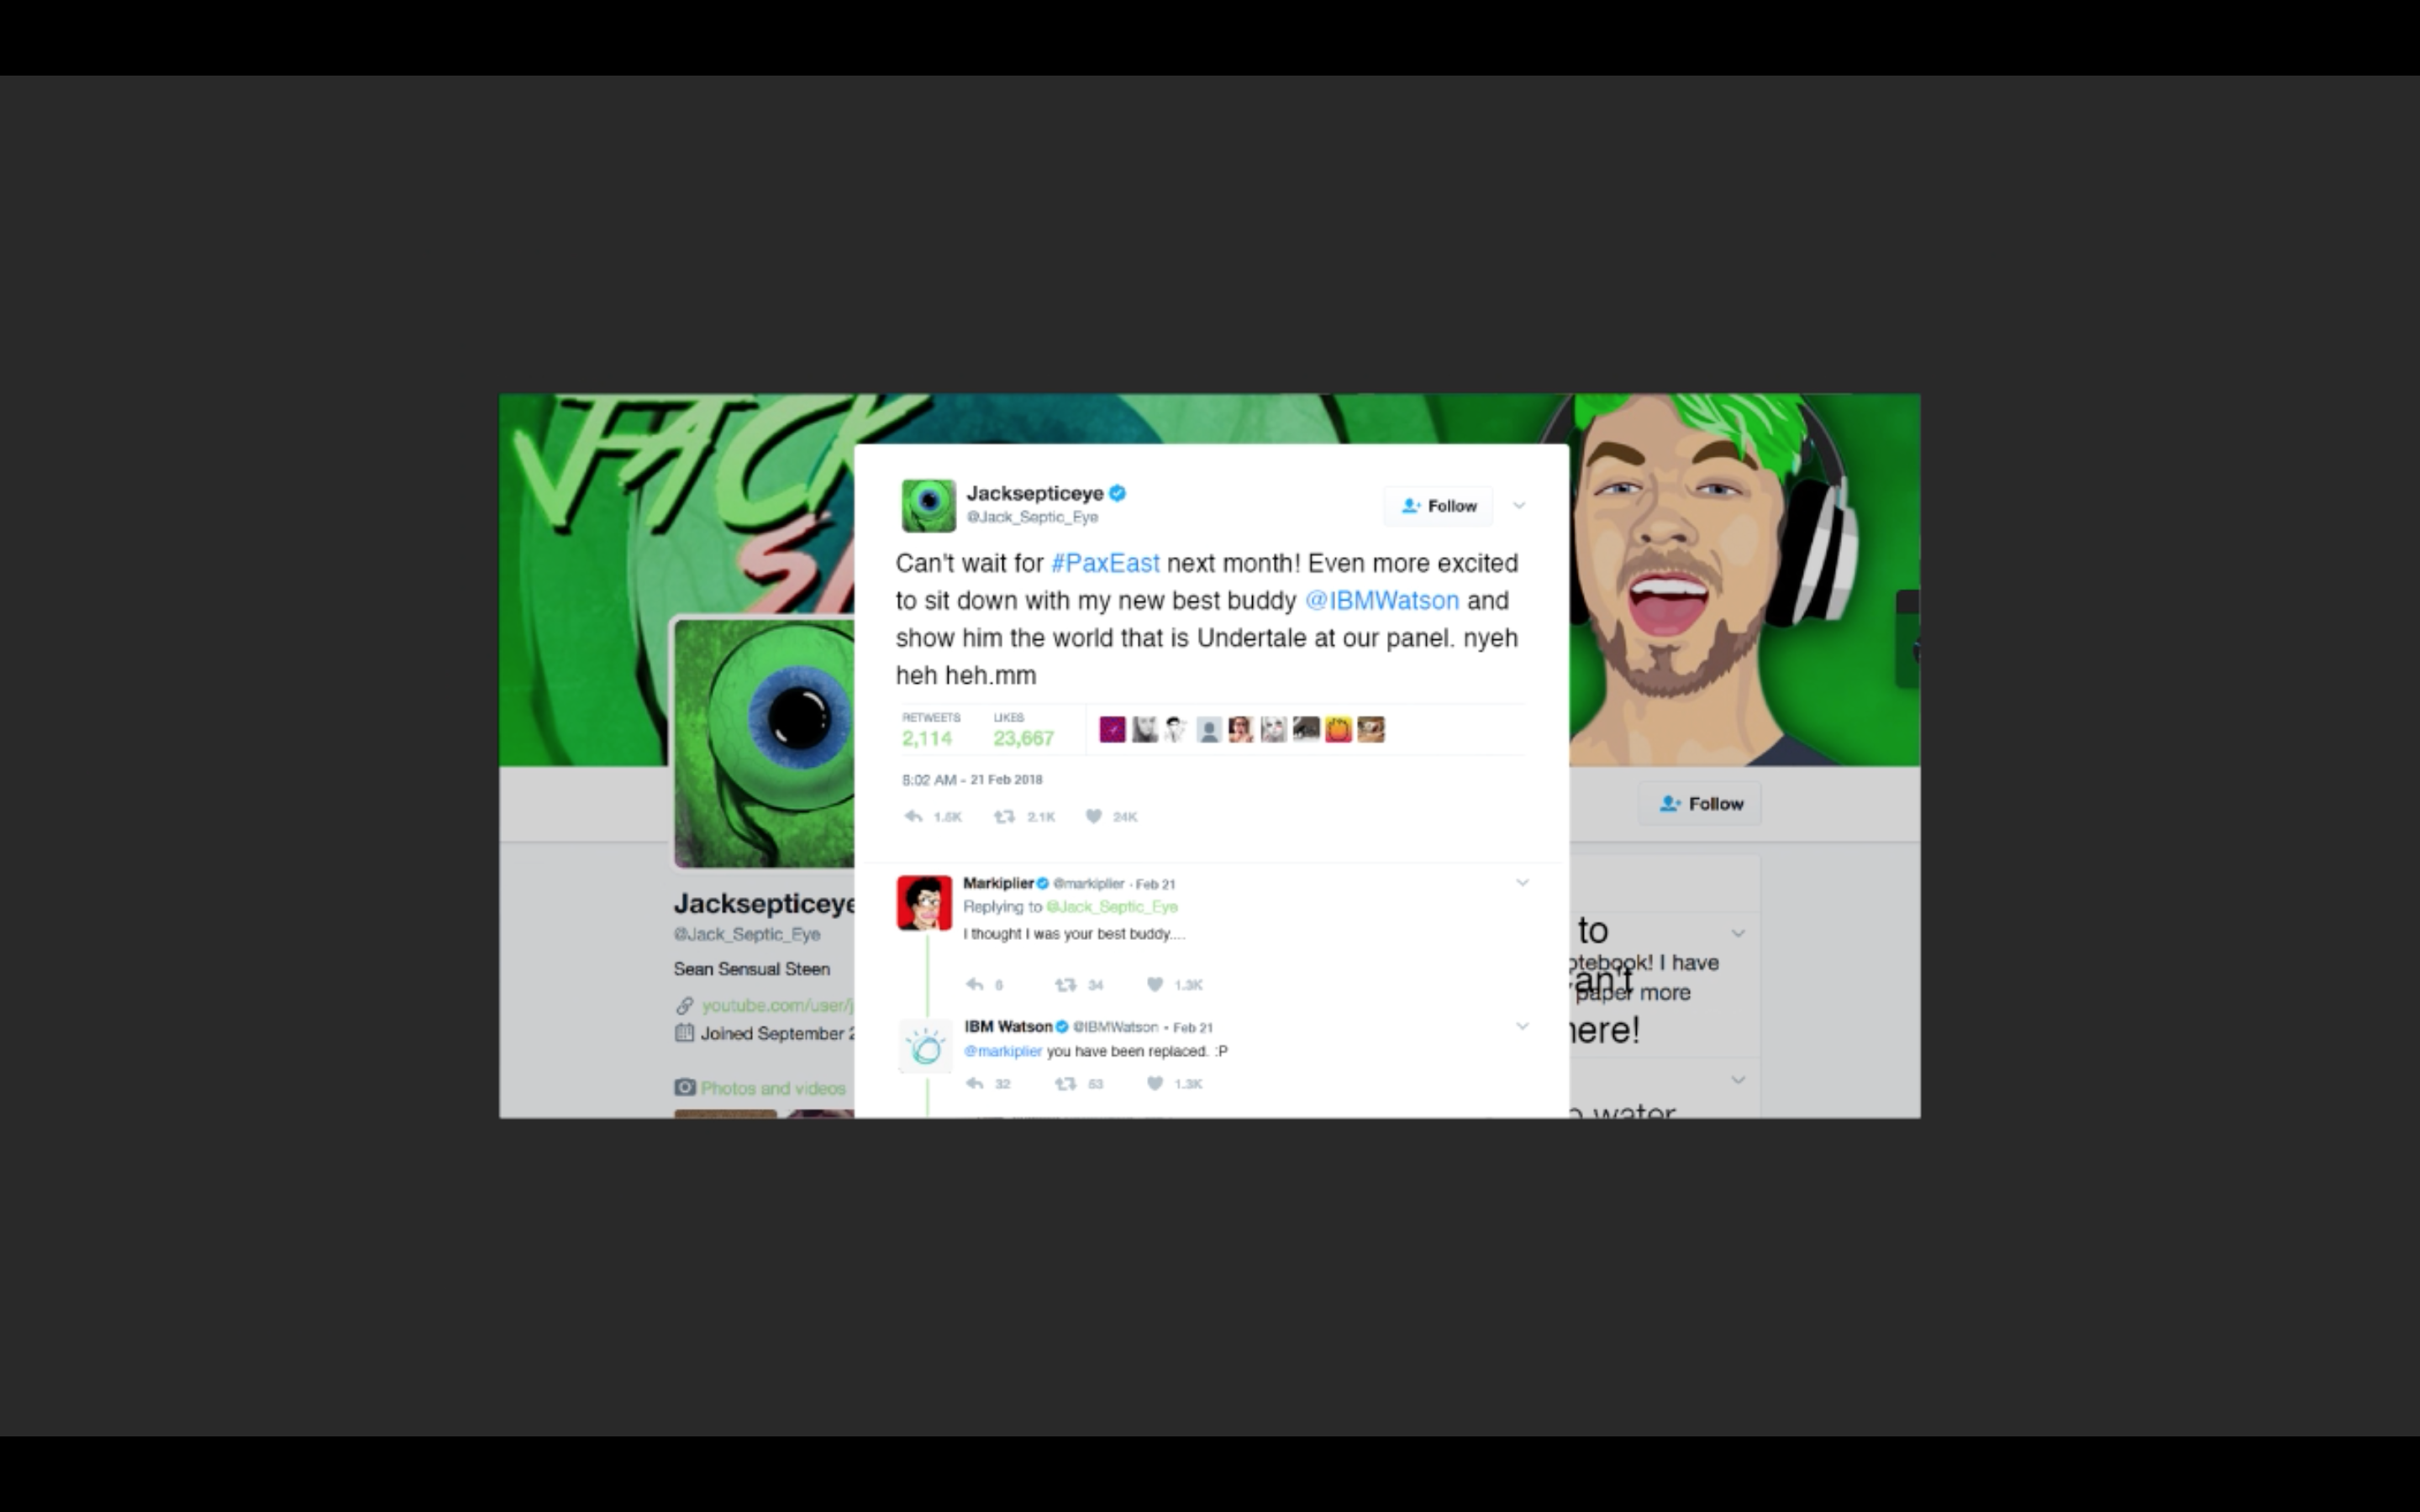 JACK
Jacksepticeye
@Jack_Septic_Eye
Follow
Can't wait for #PaxEast next month! Even more excited
to sit down with my new best buddy @IBMWatson and
show him the world that is Undertale at our panel. nyeh
heh heh.mm
RETWEETS LIKES
2,114 23,667
8:02 AM - 21 Feb 2018
2.1K 24K
Markiplier @markiplier · Feb 21
Replying to @Jack_Septic_Eye
I thought I was your best buddy....
6 34 1.3K
IBM Watson @IBMWatson • Feb 21
@markiplier you have been replaced. :P
32 53 1.3K
Jacksepticeye
@Jack_Septic_Eye
Sean Sensual Steen
youtube.com/user/j
Joined September 2
Photos and videos
Follow
to
otebook! I have
an't
paper more
here!
water